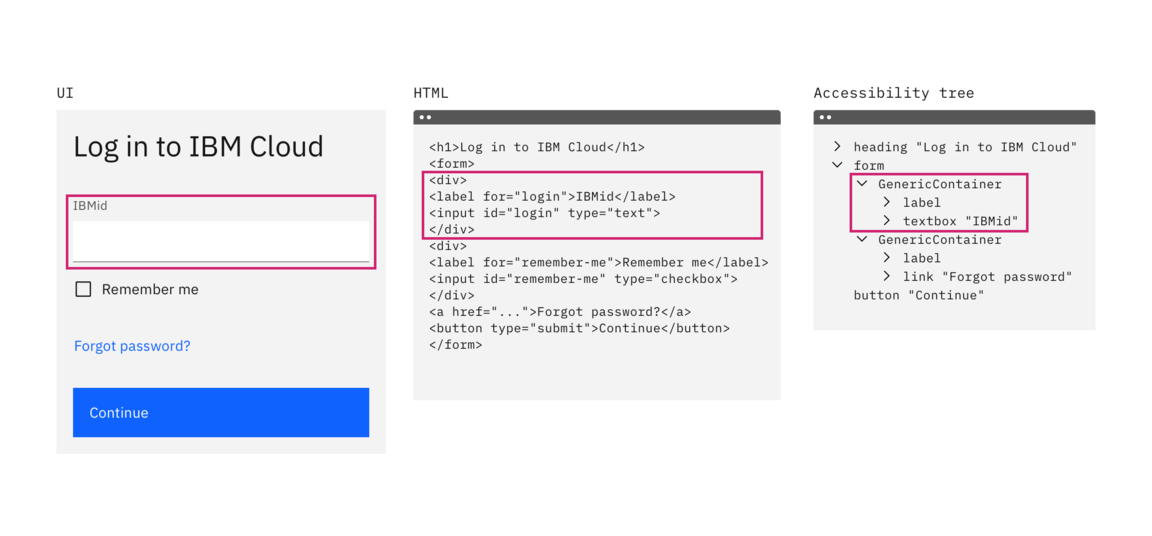 UI
Log in to IBM Cloud
IBMid
Remember me
Forgot password?
Continue
HTML
<h1>Log in to IBM Cloud</h1>
<form>
<div>
<label for="login">IBMid</label>
<input id="login" type="text">
</div>
<div>
<label for="remember-me">Remember me</label>
<input id="remember-me" type="checkbox">
</div>
<a href="...">Forgot password?</a>
<button type="submit">Continue</button>
</form>
Accessibility tree
heading "Log in to IBM Cloud"
form
GenericContainer
label
textbox "IBMid"
GenericContainer
label
link "Forgot password"
button "Continue"